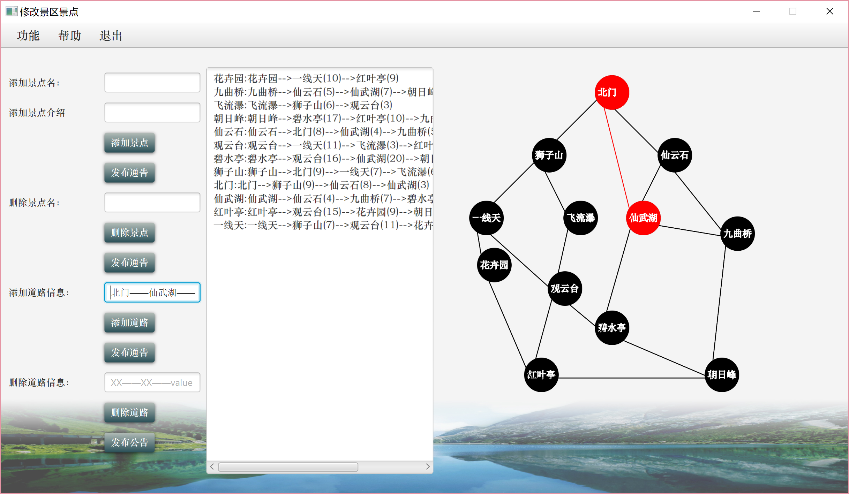 修改景区景点
功能 帮助 退出
添加景点名:
添加景点介绍
添加景点
发布通告
删除景点名:
删除景点
发布通告
添加道路信息:
北门——仙武湖——
添加道路
发布通告
删除道路信息:
XX——XX——value
删除道路
发布公告
花卉园:花卉园-->一线天(10)-->红叶亭(9)
九曲桥:九曲桥-->仙云石(5)-->仙武湖(7)-->朝日峰
飞流瀑:飞流瀑-->狮子山(6)-->观云台(3)
朝日峰:朝日峰-->碧水亭(17)-->红叶亭(10)-->九曲
仙云石:仙云石-->北门(8)-->仙武湖(4)-->九曲桥(5
观云台:观云台-->一线天(11)-->飞流瀑(3)-->红叶
碧水亭:碧水亭-->观云台(16)-->仙武湖(20)-->朝日
狮子山:狮子山-->北门(9)-->一线天(7)-->飞流瀑(6
北门:北门-->狮子山(9)-->仙云石(8)-->仙武湖(3)
仙武湖:仙武湖-->仙云石(4)-->九曲桥(7)-->碧水
红叶亭:红叶亭-->观云台(15)-->花卉园(9)-->朝日
一线天:一线天-->狮子山(7)-->观云台(11)-->花卉
北门
狮子山
仙云石
一线天
飞流瀑
仙武湖
九曲桥
花卉园
观云台
碧水亭
红叶亭
朝日峰